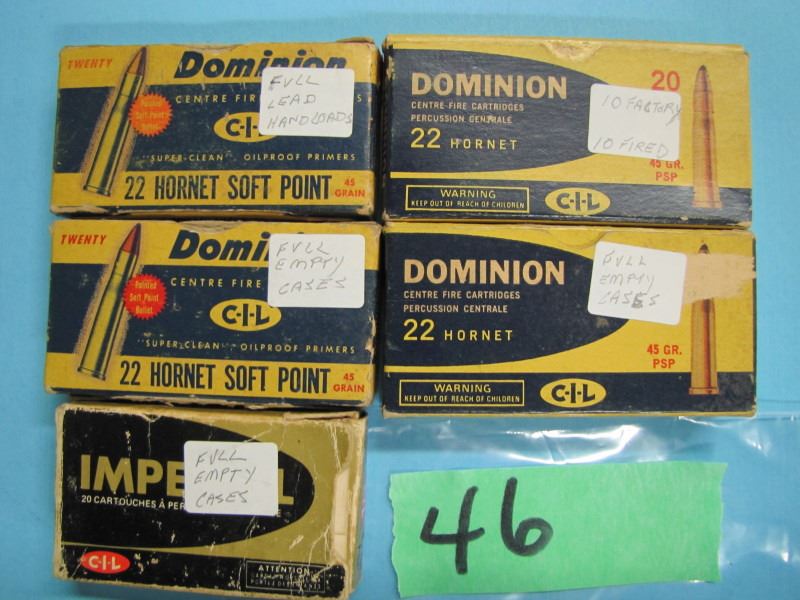 TWENTY
Dominion
CENTRE FIRE
C-I-L
"SUPER-CLEAN" OILPROOF PRIMERS
Pointed
Soft Point
Bullet
22 HORNET SOFT POINT
45
GRAIN
FULL
LEAD
HANDLOADS
DOMINION
20
CENTRE FIRE CARTRIDGES
PERCUSSION CENTRALE
22 HORNET
45 GR.
PSP
WARNING
KEEP OUT OF REACH OF CHILDREN
C-I-L
10 FACTORY
10 FIRED
TWENTY
CENTRE FIRE
C-I-L
"SUPER-CLEAN" OILPROOF PRIMERS
Pointed
Soft Point
Bullet
22 HORNET SOFT POINT
45
GRAIN
FULL
EMPTY
CASES
DOMINION
CENTRE FIRE CARTRIDGES
PERCUSSION CENTRALE
22 HORNET
45 GR.
PSP
WARNING
KEEP OUT OF REACH OF CHILDREN
C-I-L
FULL
EMPTY
CASES
20 CARTOUCHES À
C-I-L
ATTENTION
FULL
EMPTY
CASES
46